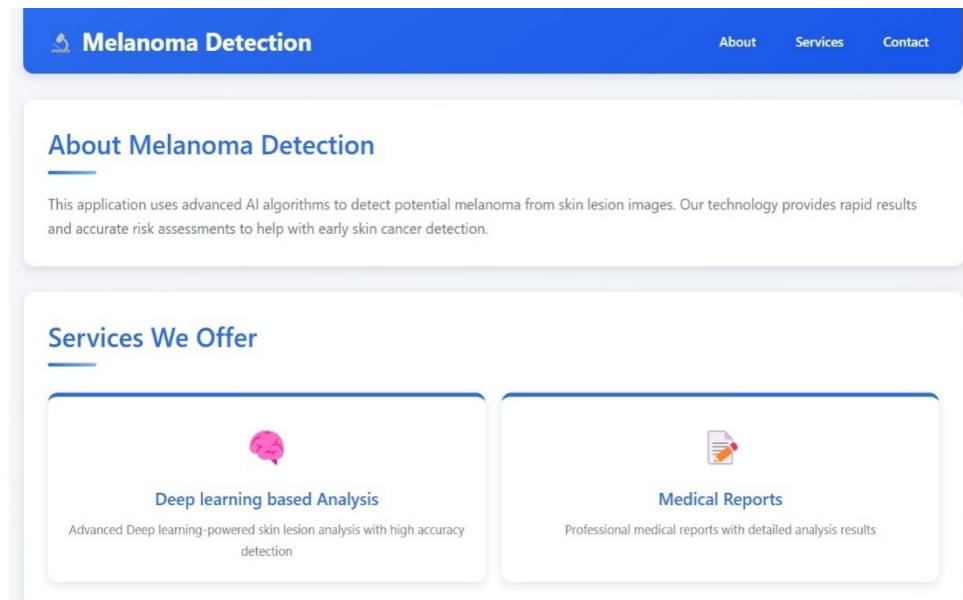 Melanoma Detection
About Services Contact
About Melanoma Detection
This application uses advanced AI algorithms to detect potential melanoma from skin lesion images. Our technology provides rapid results
and accurate risk assessments to help with early skin cancer detection.
Services We Offer
Deep learning based Analysis
Advanced Deep learning-powered skin lesion analysis with high accuracy
detection
Medical Reports
Professional medical reports with detailed analysis results